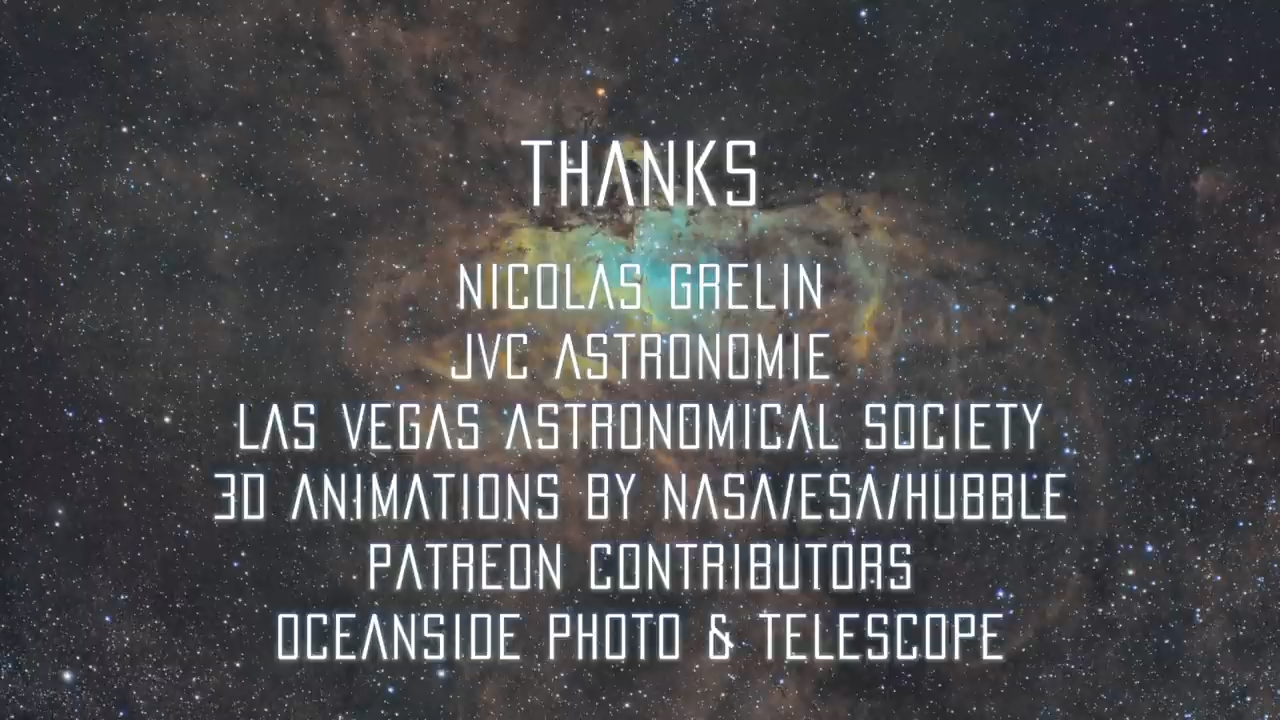 THANKS
NICOLAS GRELIN
JVC ASTRONOMIE
LAS VEGAS ASTRONOMICAL SOCIETY
3D ANIMATIONS BY NASA/ESA/HUBBLE
PATREON CONTRIBUTORS
OCEANSIDE PHOTO & TELESCOPE